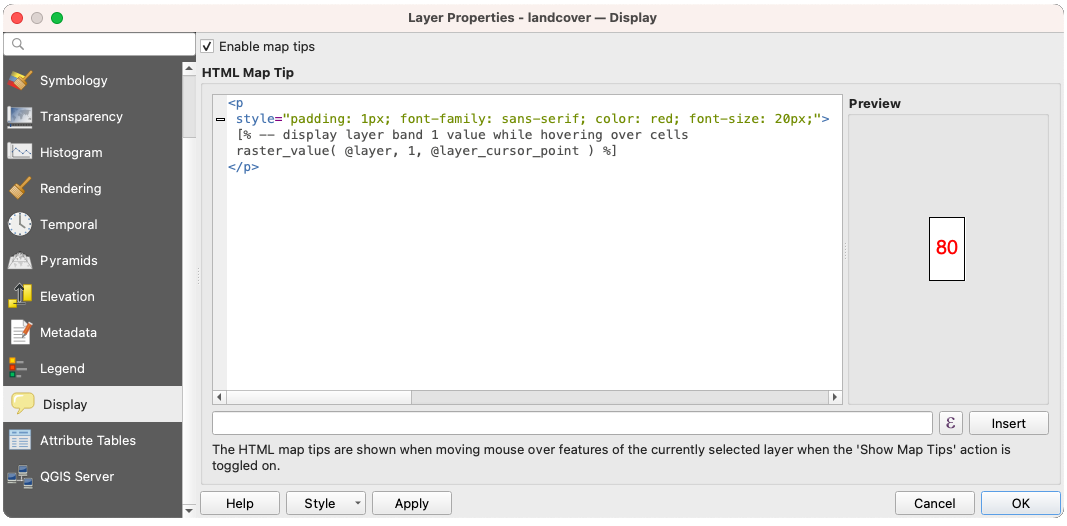 Layer Properties - landcover — Display
Enable map tips
HTML Map Tip
Symbology
Transparency
Histogram
Rendering
Temporal
Pyramids
Elevation
Metadata
Legend
Display
Attribute Tables
QGIS Server
<p
style="padding: 1px; font-family: sans-serif; color: red; font-size: 20px;">
[% -- display layer band 1 value while hovering over cells
raster_value( @layer, 1, @layer_cursor_point ) %]
</p>
Preview
80
ε Insert
The HTML map tips are shown when moving mouse over features of the currently selected layer when the 'Show Map Tips' action is
toggled on.
Help Style Apply Cancel OK